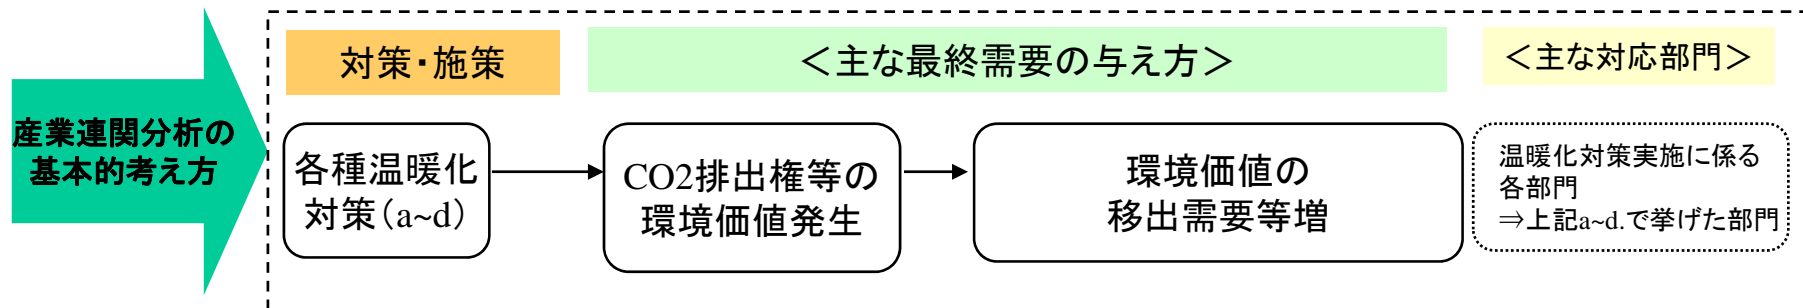 産業連関分析の
基本的考え方
対策・施策
＜主な最終需要の与え方＞
＜主な対応部門＞
各種温暖化
対策（a~d）
CO2排出権等の
環境価値発生
環境価値の
移出需要等増
温暖化対策実施に係る
各部門
⇒上記a~d.で挙げた部門